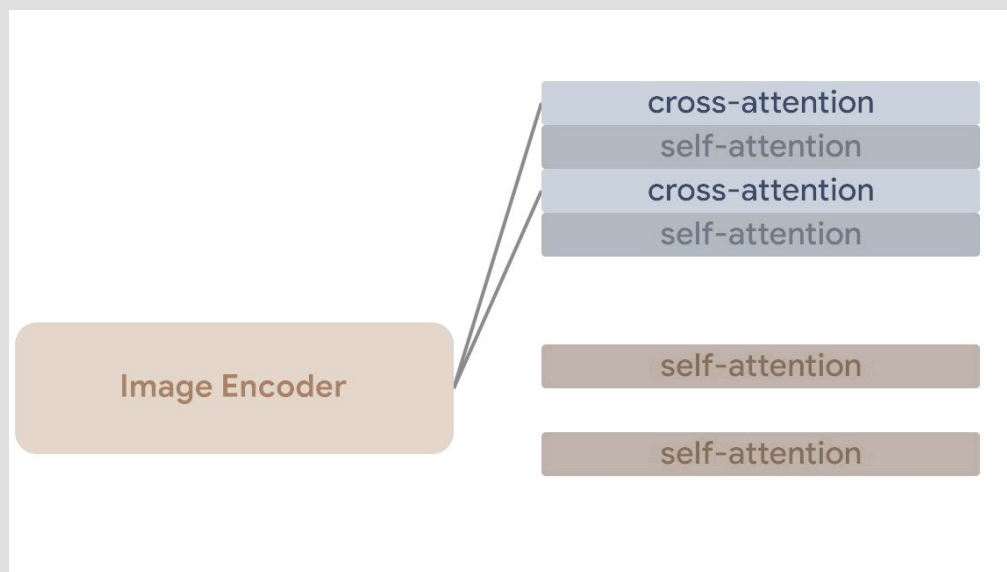 cross-attention
self-attention
cross-attention
self-attention
self-attention
Image Encoder
self-attention